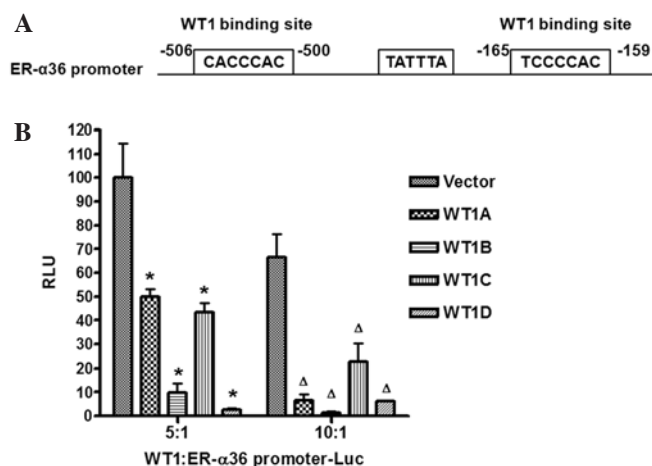 A
WT1 binding site
WT1 binding site
-506
-500
-165
-159
ER-α36 promoter
CACCCAC
TATTTA
TCCCCAC
B
120
110
100
90
80
70
60
50
40
30
20
10
0
RLU
*
*
*
*
Δ
Δ
Δ
Δ
Vector
WT1A
WT1B
WT1C
WT1D
5:1
10:1
WT1:ER-α36 promoter-Luc